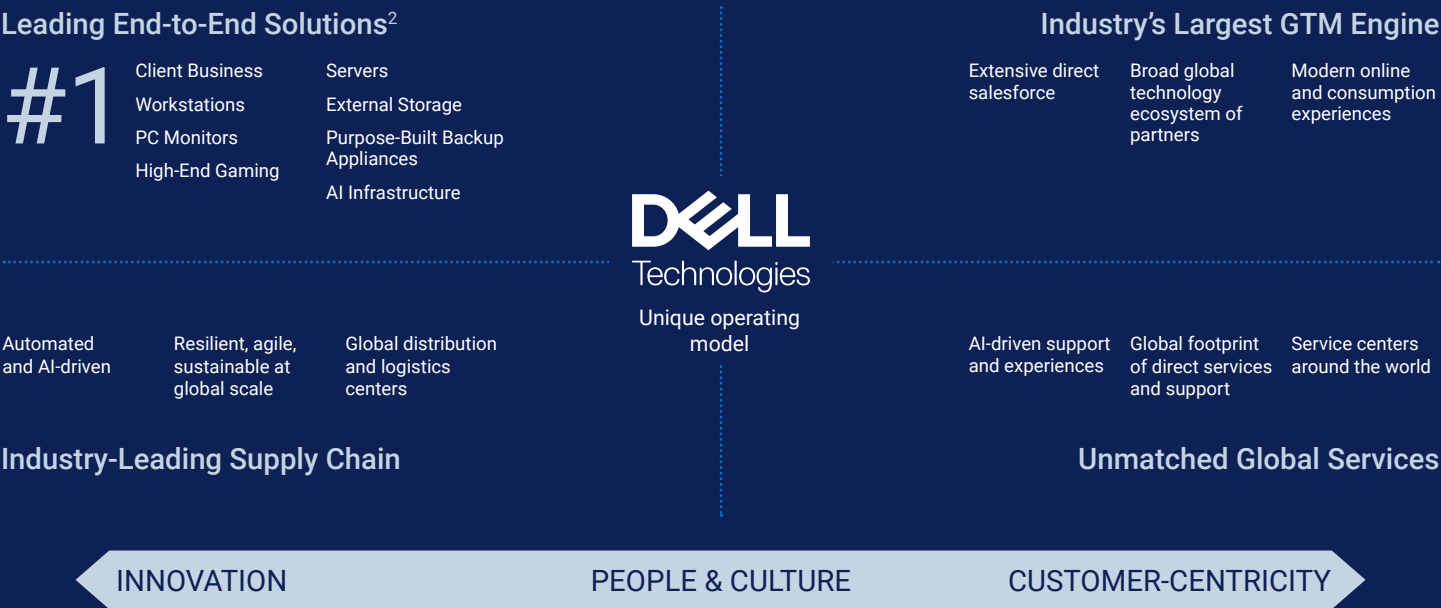 Leading End-to-End Solutions2
#1
Client Business
Workstations
PC Monitors
High-End Gaming
Servers
External Storage
Purpose-Built Backup
Appliances
AI Infrastructure
Industry’s Largest GTM Engine
Extensive direct
salesforce
Broad global
technology
ecosystem of
partners
Modern online
and consumption
experiences
DELL
Technologies
Unique operating
model
Automated
and AI-driven
Resilient, agile,
sustainable at
global scale
Global distribution
and logistics
centers
Industry-Leading Supply Chain
AI-driven support
and experiences
Global footprint
of direct services
and support
Service centers
around the world
Unmatched Global Services
INNOVATION
PEOPLE & CULTURE
CUSTOMER-CENTRICITY